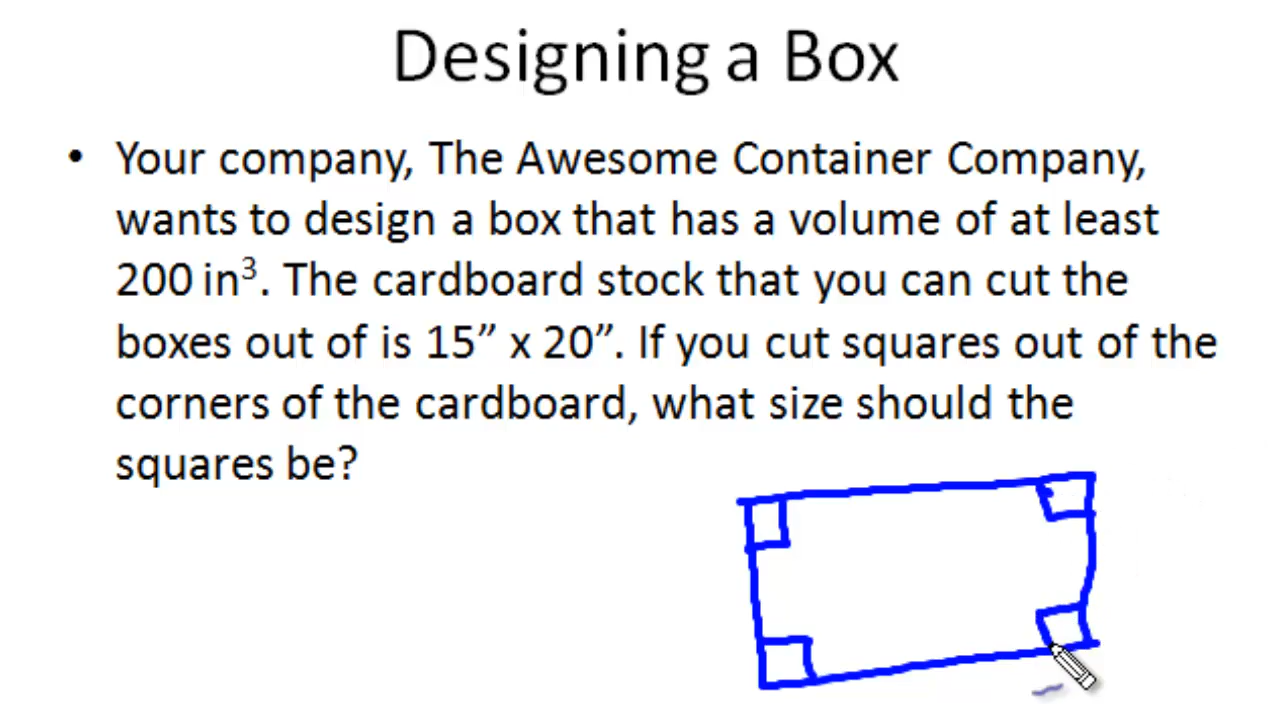 Designing a Box
• Your company, The Awesome Container Company,
wants to design a box that has a volume of at least
200 in³. The cardboard stock that you can cut the
boxes out of is 15” x 20”. If you cut squares out of the
corners of the cardboard, what size should the
squares be?